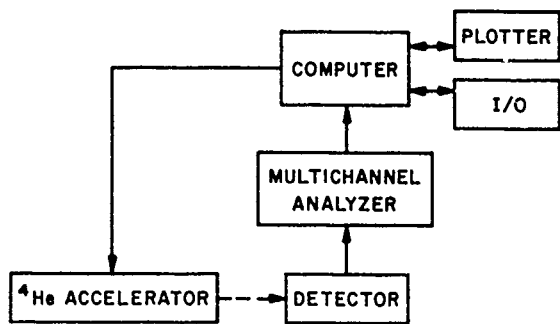 PLOTTER
COMPUTER
I/O
MULTICHANNEL
ANALYZER
⁴He ACCELERATOR
DETECTOR